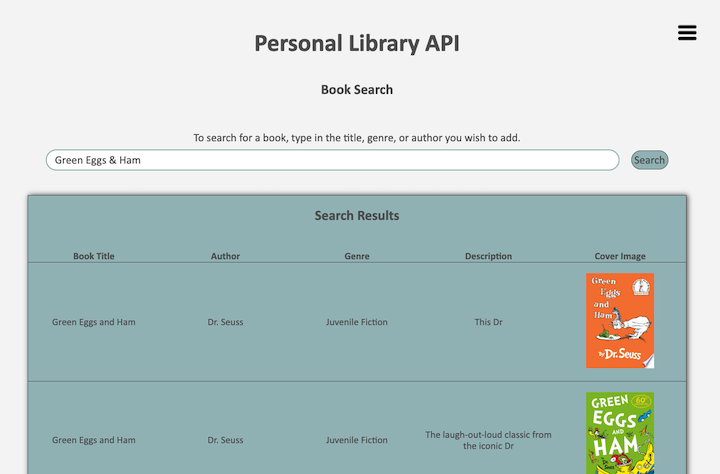 Personal Library API
Book Search
To search for a book, type in the title, genre, or author you wish to add.
Green Eggs & Ham
Search
Search Results
Book Title Author Genre Description Cover Image
Green Eggs and Ham Dr. Seuss Juvenile Fiction This Dr
Green
Eggs
and
Ham
By Dr. Seuss
Green Eggs and Ham Dr. Seuss Juvenile Fiction The laugh-out-loud classic from
the iconic Dr
GREEN
EGGS
AND
HAM